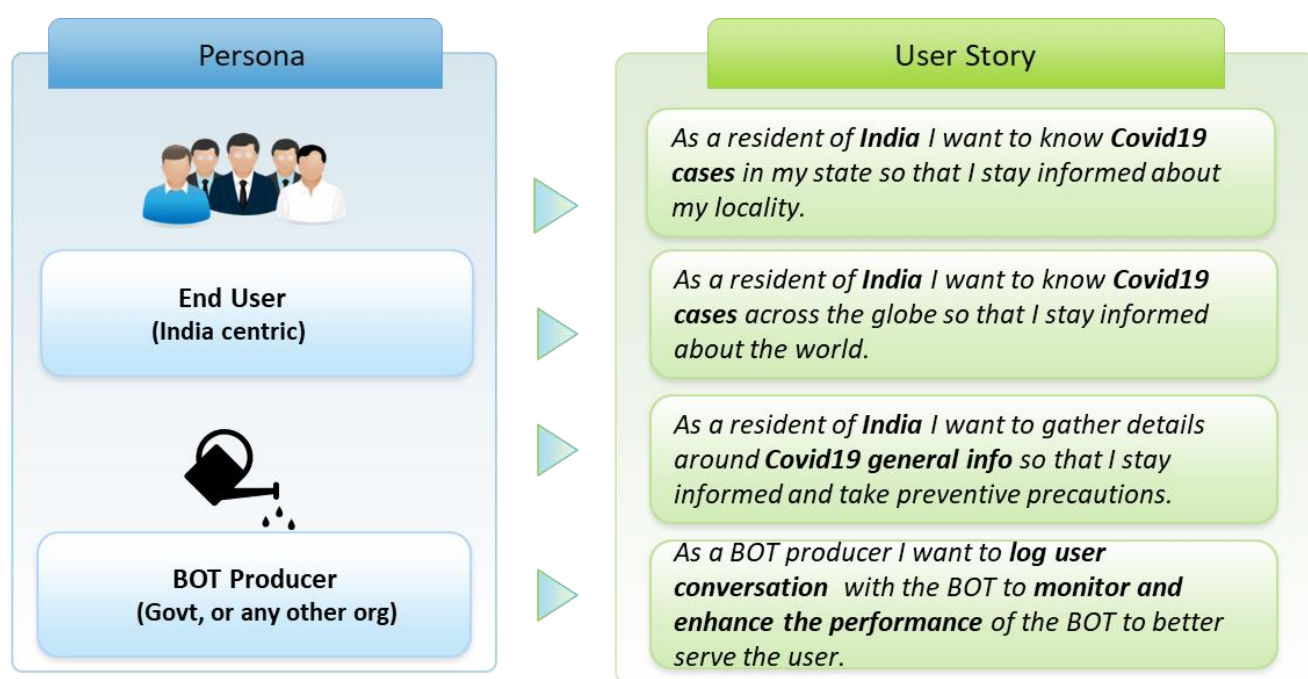 Persona
End User
(India centric)
BOT Producer
(Govt, or any other org)
User Story
As a resident of India I want to know Covid19
cases in my state so that I stay informed about
my locality.
As a resident of India I want to know Covid19
cases across the globe so that I stay informed
about the world.
As a resident of India I want to gather details
around Covid19 general info so that I stay
informed and take preventive precautions.
As a BOT producer I want to log user
conversation with the BOT to monitor and
enhance the performance of the BOT to better
serve the user.